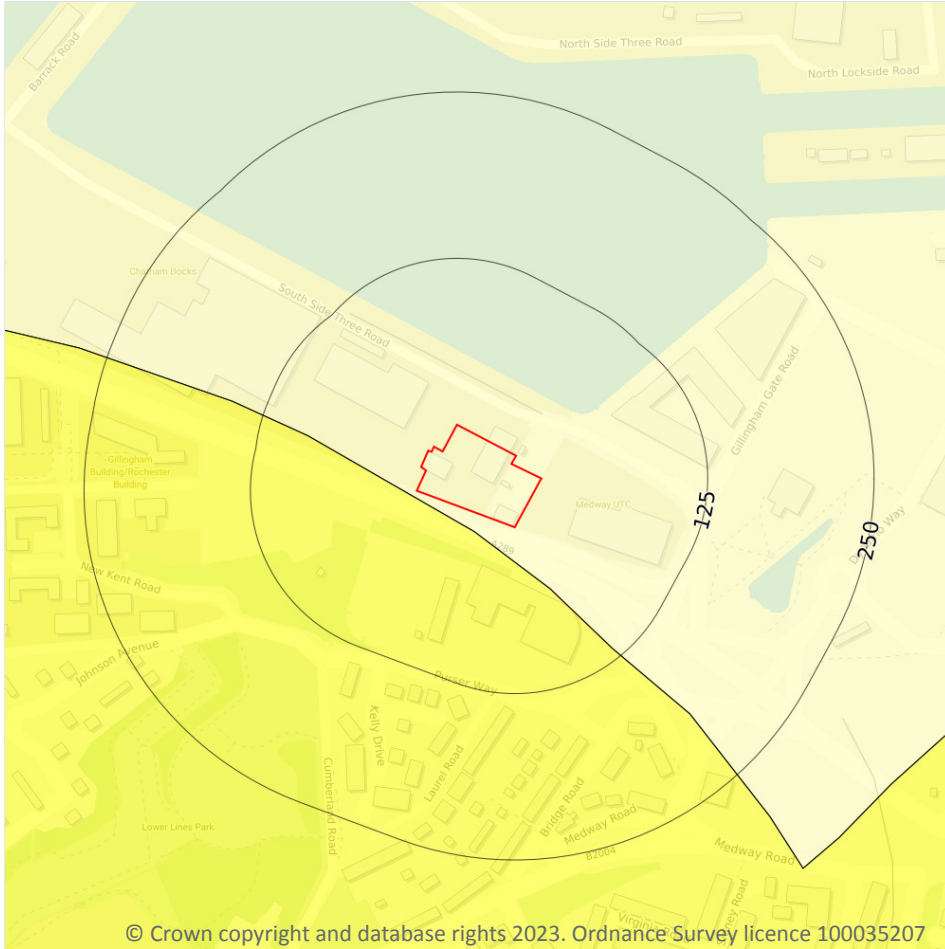 Barrack Road
North Side Three Road
North Lockside Road
Chatham Docks
South Side Three Road
Gillingham Gate Road
Gillingham
Building/Rochester
Building
Medway UTC
125
250
Way
A289
New Kent Road
Johnson Avenue
Purser Way
Kelly Drive
Laurel Road
Cumberland Road
Bridge Road
Medway Road
Lower Lines Park
B2004
Medway Road
Road
Virginia
© Crown copyright and database rights 2023. Ordnance Survey licence 100035207